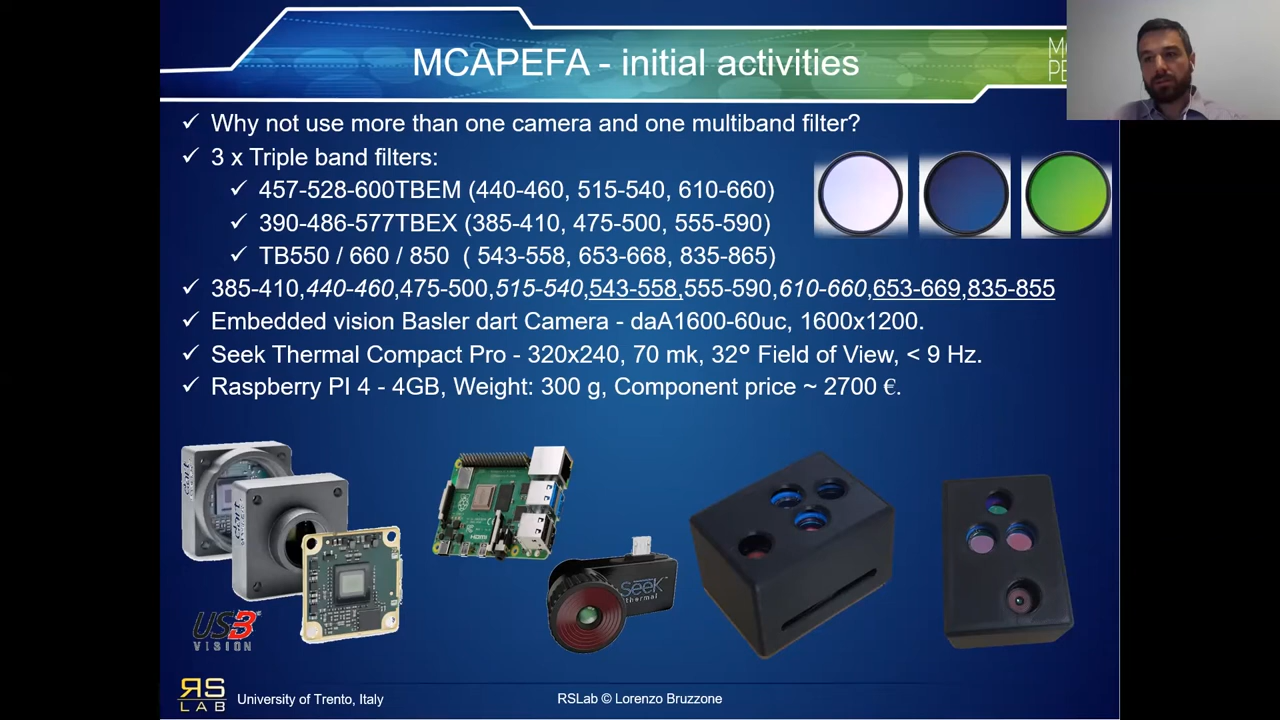 MCAPEFA - initial activities
Why not use more than one camera and one multiband filter?
3 x Triple band filters:
457-528-600TBEM (440-460, 515-540, 610-660)
390-486-577TBEX (385-410, 475-500, 555-590)
TB550 / 660 / 850 ( 543-558, 653-668, 835-865)
385-410,440-460,475-500,515-540,543-558,555-590,610-660,653-669,835-855
Embedded vision Basler dart Camera - daA1600-60uc, 1600x1200.
Seek Thermal Compact Pro - 320x240, 70 mk, 32° Field of View, < 9 Hz.
Raspberry PI 4 - 4GB, Weight: 300 g, Component price ~ 2700 €.
HDMI
Seek
thermal
USB3
VISION
RS
LAB
University of Trento, Italy
RSLab © Lorenzo Bruzzone